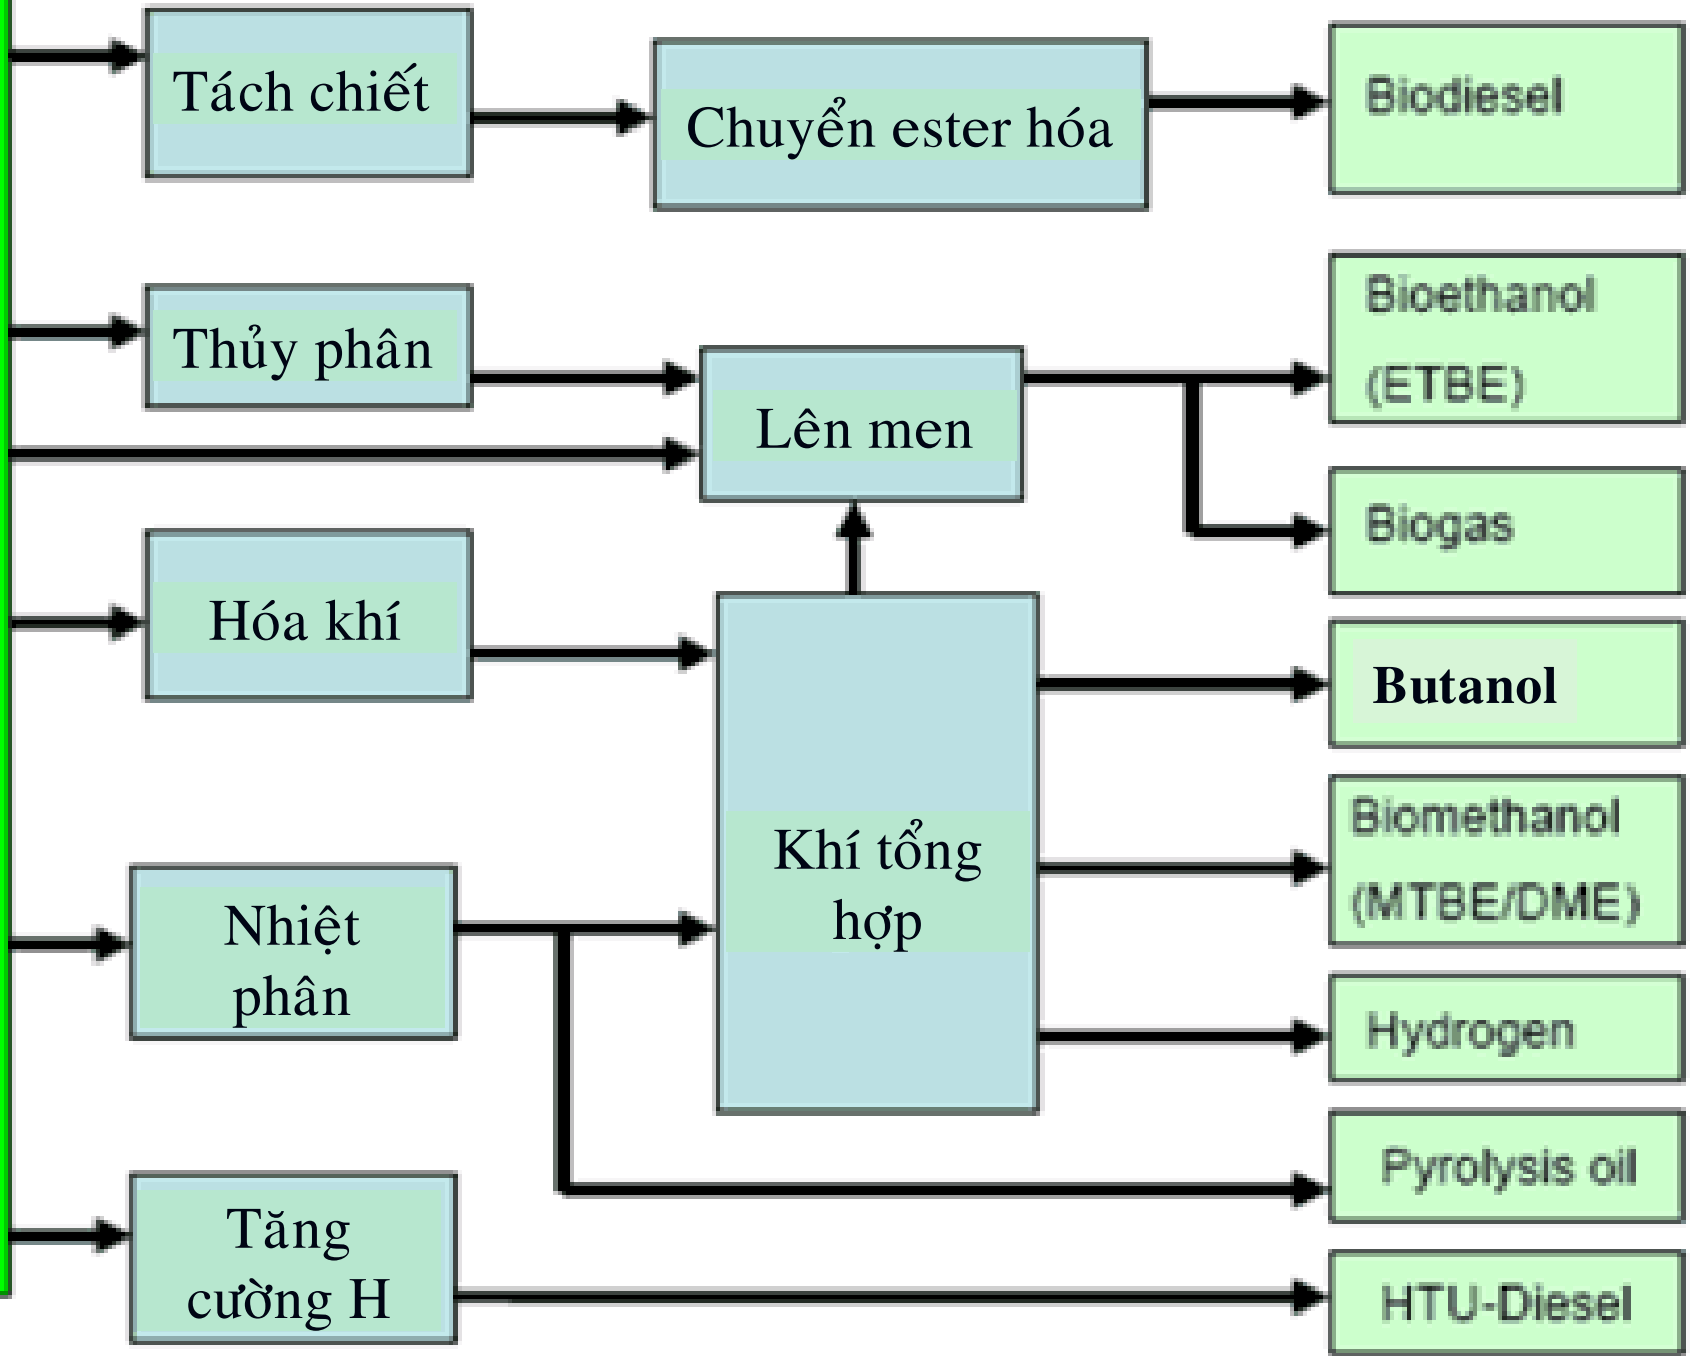 Tách chiết
Chuyển ester hóa
Biodiesel
Thủy phân
Lên men
Bioethanol
(ETBE)
Biogas
Hóa khí
Khí tổng
hợp
Butanol
Biomethanol
(MTBE/DME)
Nhiệt
phân
Hydrogen
Pyrolysis oil
Tăng
cường H
HTU-Diesel